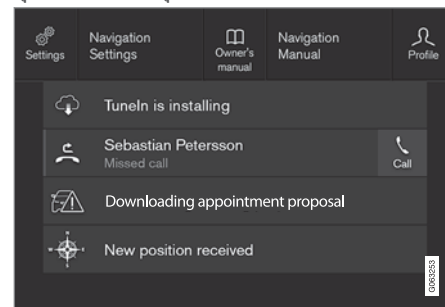 Settings
Navigation
Settings
Owner's
manual
Navigation
Manual
Profile
TuneIn is installing
Sebastian Petersson
Missed call
Call
Downloading appointment proposal
New position received
G063253